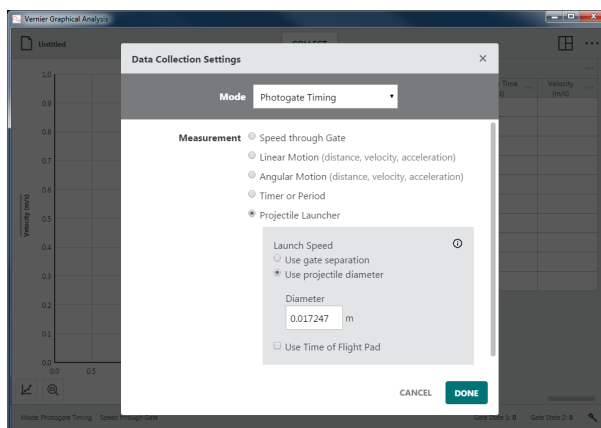 Vernier Graphical Analysis
Untitled
COLLECT
Data Collection Settings
Mode Photogate Timing
Measurement Speed through Gate
Linear Motion (distance, velocity, acceleration)
Angular Motion (distance, velocity, acceleration)
Timer or Period
Projectile Launcher
Launch Speed
Use gate separation
Use projectile diameter
Diameter
0.017247 m
Use Time of Flight Pad
CANCEL DONE
Time
Velocity
(m/s)
Velocity (m/s)
1.0
0.9
0.8
0.7
0.6
0.5
0.4
0.3
0.2
0.1
0.0
0.0 0.5
Mode: Photogate Timing Speed through Gate Gate State 1: 0 Gate State 2: 0